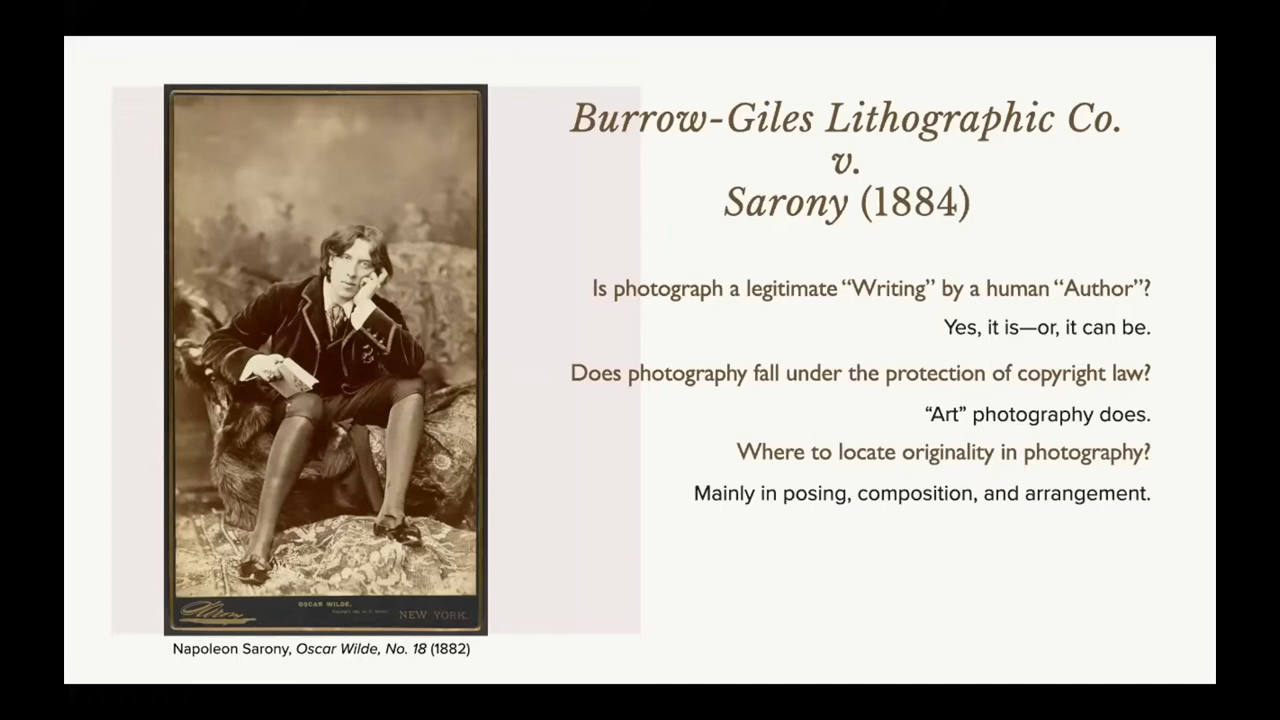 Burrow-Giles Lithographic Co.
v.
Sarony (1884)
Is photograph a legitimate “Writing” by a human “Author”?
Yes, it is—or, it can be.
Does photography fall under the protection of copyright law?
“Art” photography does.
Where to locate originality in photography?
Mainly in posing, composition, and arrangement.
Sarony
OSCAR WILDE.
NEW YORK.
Napoleon Sarony, Oscar Wilde, No. 18 (1882)